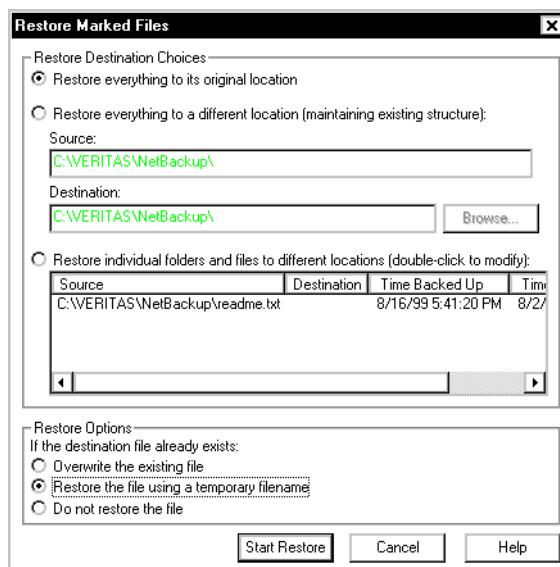 Restore Marked Files
Restore Destination Choices
Restore everything to its original location
Restore everything to a different location (maintaining existing structure):
Source:
C:\VERITAS\NetBackup\
Destination:
C:\VERITAS\NetBackup\
Browse...
Restore individual folders and files to different locations (double-click to modify):
Source Destination Time Backed Up Time
C:\VERITAS\NetBackup\readme.txt 8/16/99 5:41:20 PM 8/2/
Restore Options
If the destination file already exists:
Overwrite the existing file
Restore the file using a temporary filename
Do not restore the file
Start Restore Cancel Help